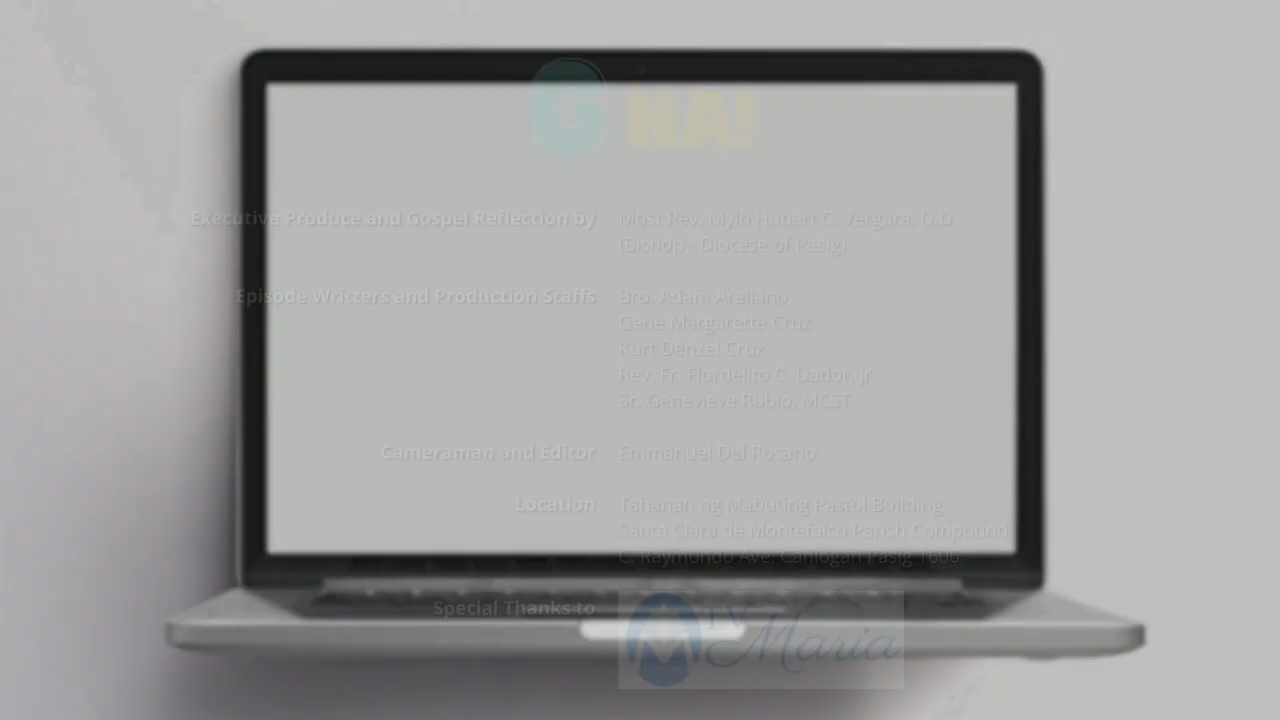 G NA!
Executive Produce and Gospel Reflection by Most Rev. Mylo Hubert C. Vergara, D.D.
(Bishop - Diocese of Pasig)
Episode Writters and Production Staffs Bro. Adam Arellano
Gene Margarette Cruz
Kurt Denzel Cruz
Rev. Fr. Flordelito C. Dador, Jr
Sr. Genevieve Rubio, MCST
Cameraman and Editor Emmanuel Del Rosario
Location Tahanan ng Mabuting Pastol Building
Santa Clara de Montefalco Parish Compound
C. Raymundo Ave. Caniogan Pasig 1606
Special Thanks to TV Maria